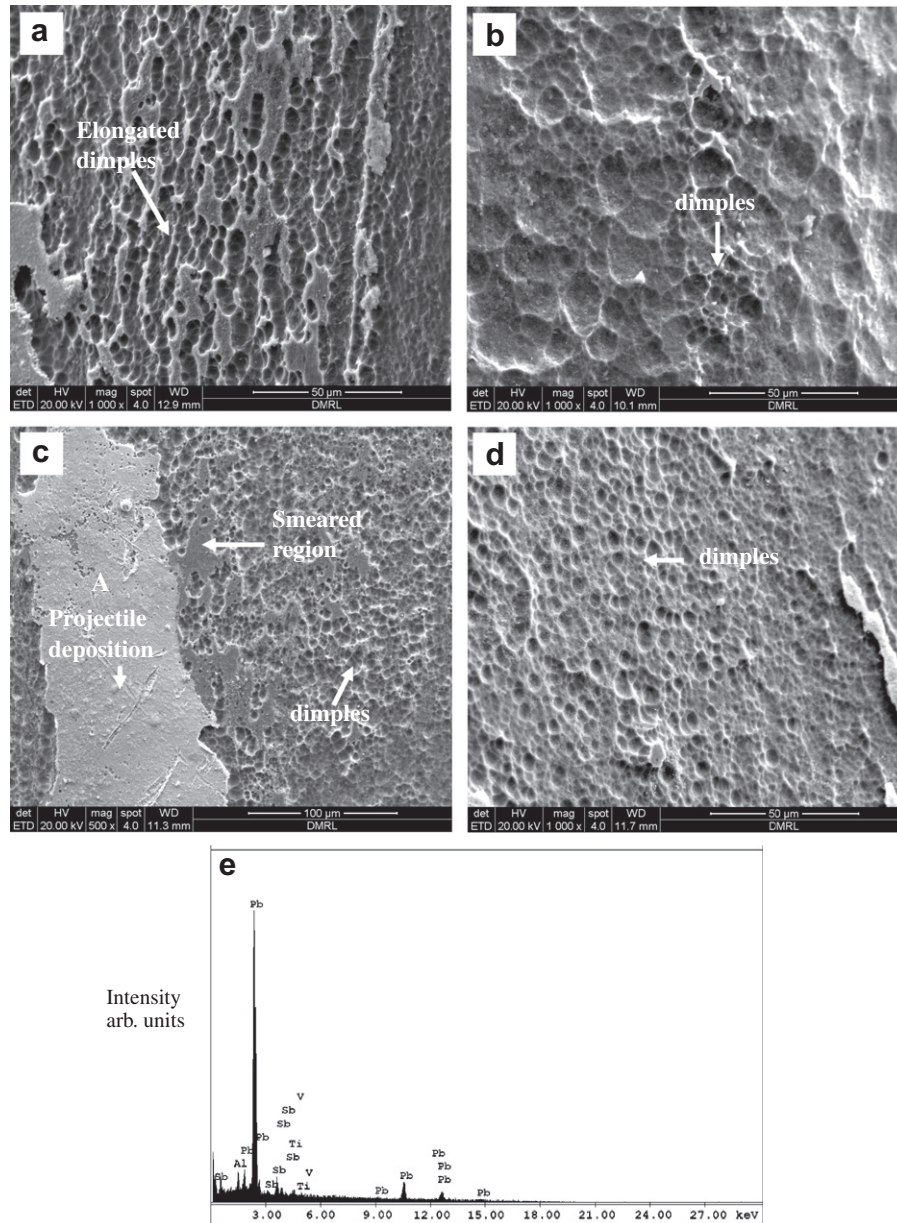 a
Elongated
dimples
det HV mag spot WD 50 µm
ETD 20.00 kV 1 000 x 4.0 12.9 mm DMRL
b
dimples
det HV mag spot WD 50 µm
ETD 20.00 kV 1 000 x 4.0 10.1 mm DMRL
c
Smeared
region
A
Projectile
deposition
dimples
det HV mag spot WD 100 µm
ETD 20.00 kV 500 x 4.0 11.3 mm DMRL
d
dimples
det HV mag spot WD 50 µm
ETD 20.00 kV 1 000 x 4.0 11.7 mm DMRL
e
Pb
Intensity
arb. units
V
Sb
Sb
Pb
Ti
Pb
Pb
Sb
Al
Pb
Sb
V
Sb
Pb
Pb
Sb
Ti
Pb
Pb
3.00 6.00 9.00 12.00 15.00 18.00 21.00 24.00 27.00 keV